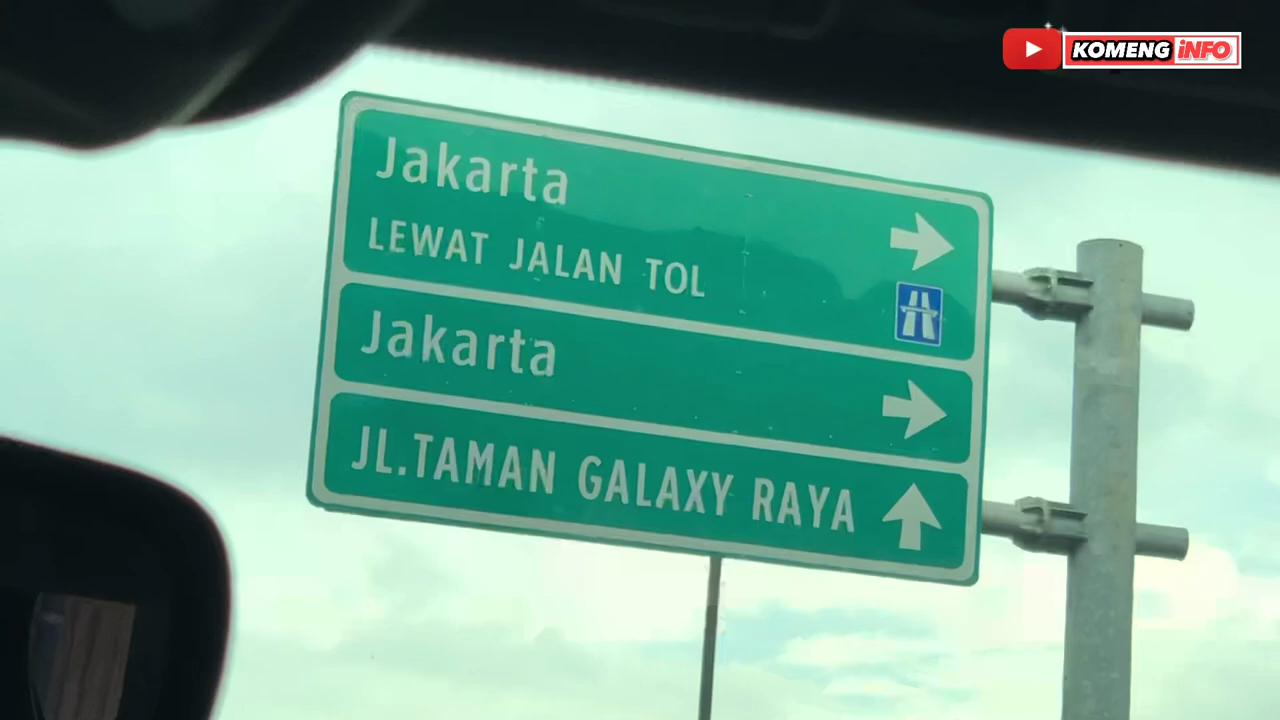 KOMENG iNFO
Jakarta
LEWAT JALAN TOL
Jakarta
JL.TAMAN GALAXY RAYA